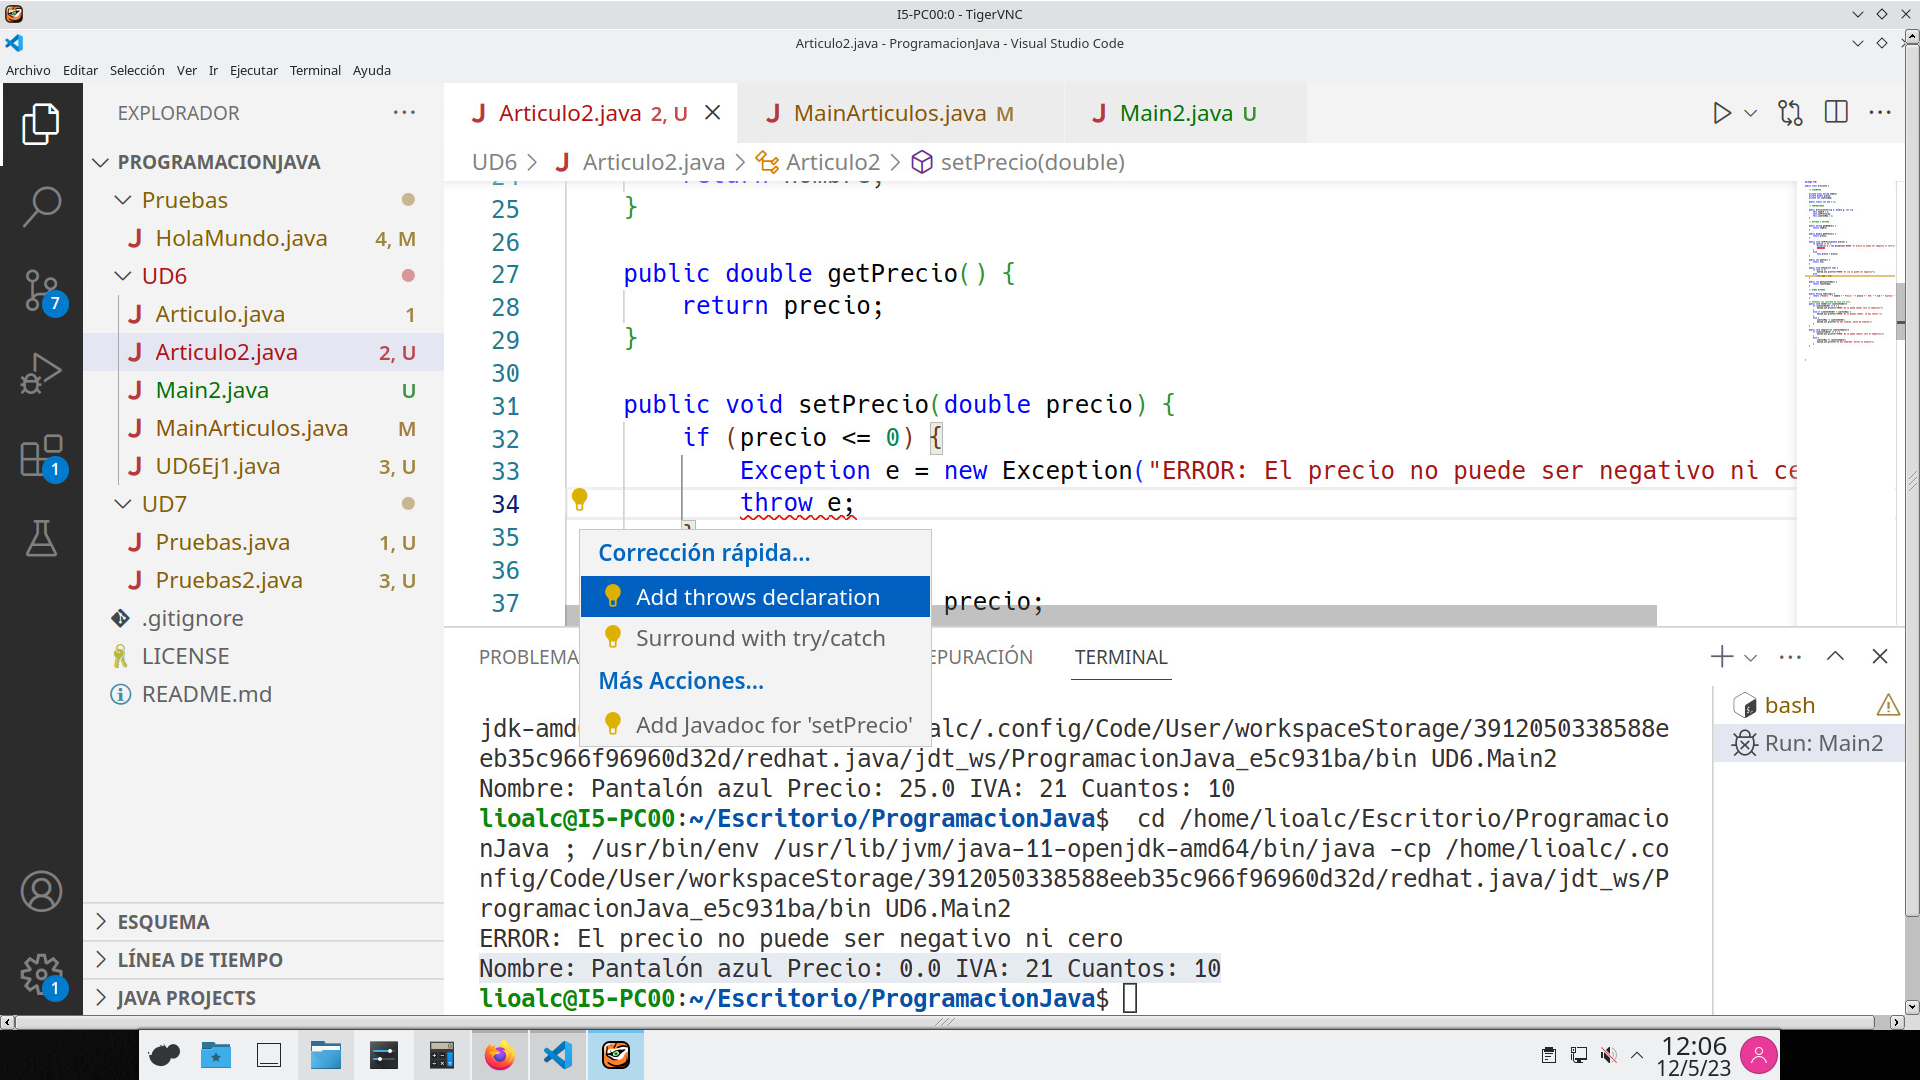 I5-PC00:0 - TigerVNC
Articulo2.java - ProgramacionJava - Visual Studio Code
Archivo Editar Selección Ver Ir Ejecutar Terminal Ayuda
EXPLORADOR
PROGRAMACIONJAVA
Pruebas
HolaMundo.java 4, M
UD6
Articulo.java 1
Articulo2.java 2, U
Main2.java U
MainArticulos.java M
UD6Ej1.java 3, U
UD7
Pruebas.java 1, U
Pruebas2.java 3, U
.gitignore
LICENSE
README.md
ESQUEMA
LÍNEA DE TIEMPO
JAVA PROJECTS
7
1
1
Articulo2.java 2, U MainArticulos.java M Main2.java U
UD6 > Articulo2.java > Articulo2 > setPrecio(double)
24 return nombre;
25 }
26
27 public double getPrecio() {
28 return precio;
29 }
30
31 public void setPrecio(double precio) {
32 if (precio <= 0) {
33 Exception e = new Exception("ERROR: El precio no puede ser negativo ni ce
34 throw e;
35 }
36
37 precio;
Corrección rápida...
Add throws declaration
Surround with try/catch
Más Acciones...
Add Javadoc for 'setPrecio'
PROBLEMA EPURACIÓN TERMINAL
jdk-amd alc/.config/Code/User/workspaceStorage/3912050338588e
eb35c966f96960d32d/redhat.java/jdt_ws/ProgramacionJava_e5c931ba/bin UD6.Main2
Nombre: Pantalón azul Precio: 25.0 IVA: 21 Cuantos: 10
lioalc@I5-PC00:~/Escritorio/ProgramacionJava$ cd /home/lioalc/Escritorio/Programacio
nJava ; /usr/bin/env /usr/lib/jvm/java-11-openjdk-amd64/bin/java -cp /home/lioalc/.co
nfig/Code/User/workspaceStorage/3912050338588eeb35c966f96960d32d/redhat.java/jdt_ws/P
rogramacionJava_e5c931ba/bin UD6.Main2
ERROR: El precio no puede ser negativo ni cero
Nombre: Pantalón azul Precio: 0.0 IVA: 21 Cuantos: 10
lioalc@I5-PC00:~/Escritorio/ProgramacionJava$
bash
Run: Main2
12:06
12/5/23